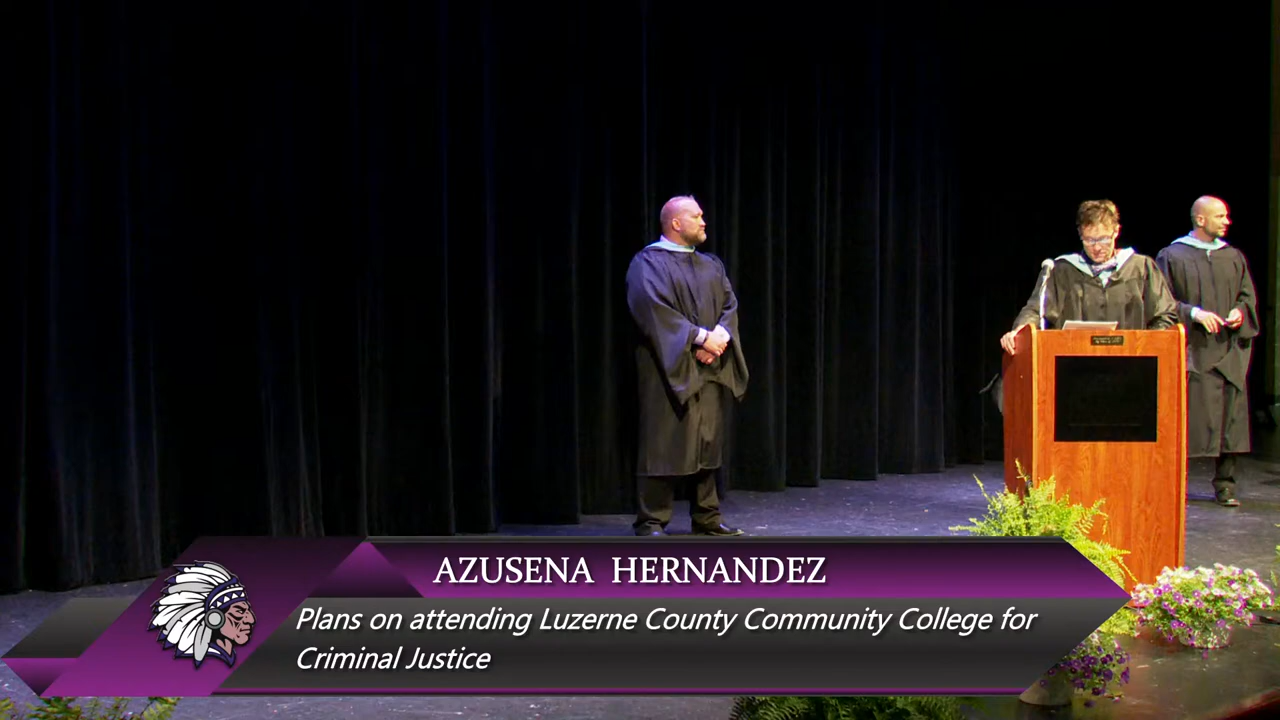 AZUSENA HERNANDEZ
Plans on attending Luzerne County Community College for
Criminal Justice